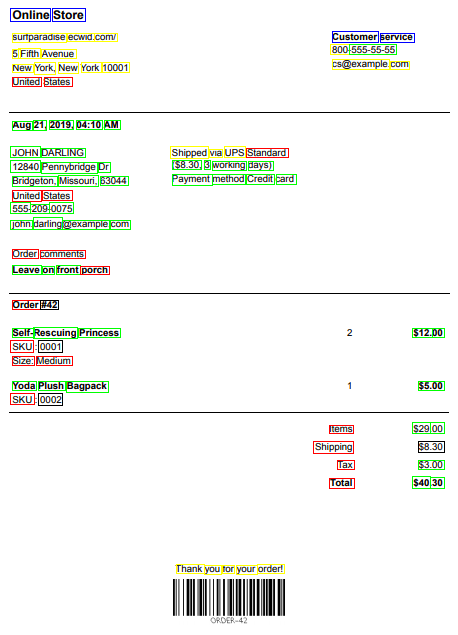 Online Store
surfparadise.ecwid.com/
Customer service
5 Fifth Avenue
800-555-55-55
New York, New York 10001
cs@example.com
United States
Aug 21, 2019, 04:10 AM
JOHN DARLING
Shipped via UPS Standard
12840 Pennybridge Dr
($8.30, 3 working days)
Bridgeton, Missouri, 63044
Payment method Credit card
United States
555-209-0075
john.darling@example.com
Order comments
Leave on front porch
Order #42
Self-Rescuing Princess 2 $12.00
SKU: 0001
Size: Medium
Yoda Plush Bagpack 1 $5.00
SKU: 0002
Items $29.00
Shipping $8.30
Tax $3.00
Total $40.30
Thank you for your order!
ORDER-42